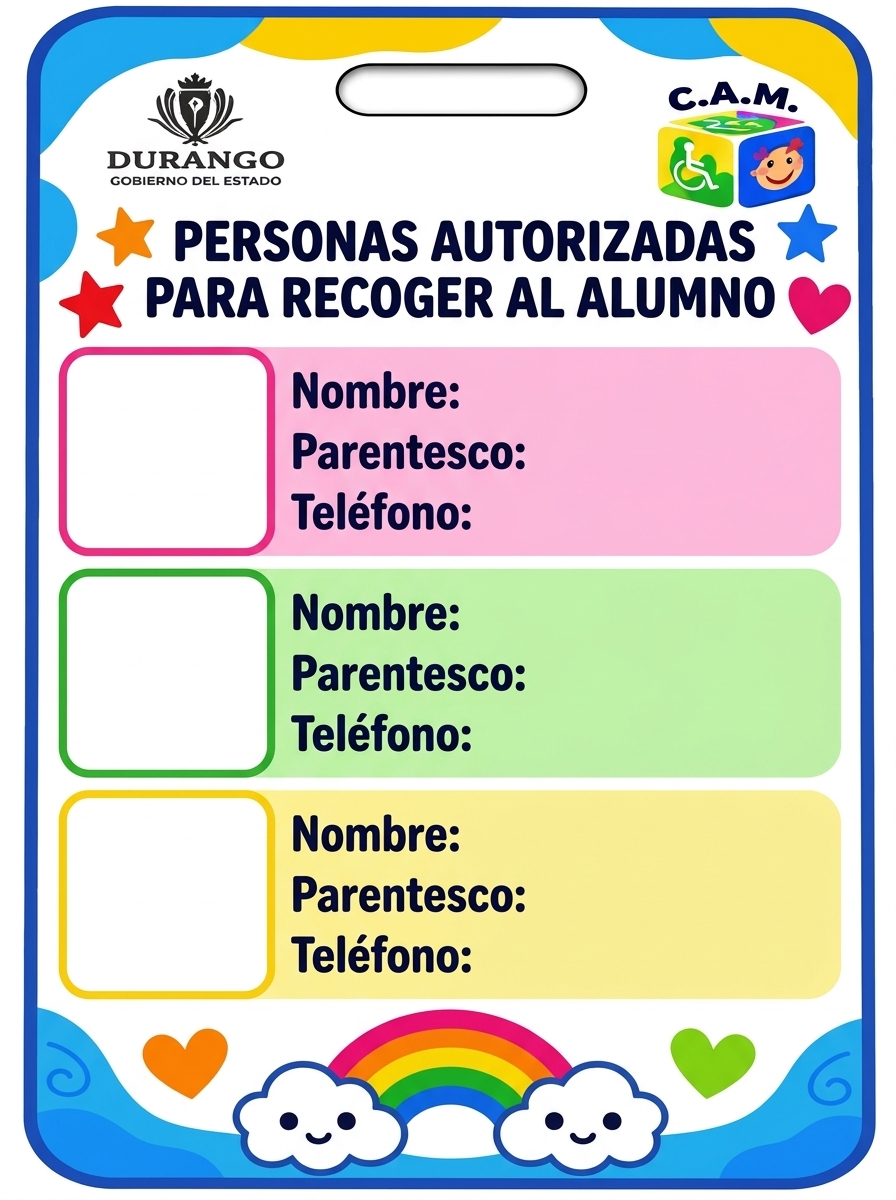 DURANGO
GOBIERNO DEL ESTADO
C.A.M.
PERSONAS AUTORIZADAS
PARA RECOGER AL ALUMNO
Nombre:
Parentesco:
Teléfono:
Nombre:
Parentesco:
Teléfono:
Nombre:
Parentesco:
Teléfono: